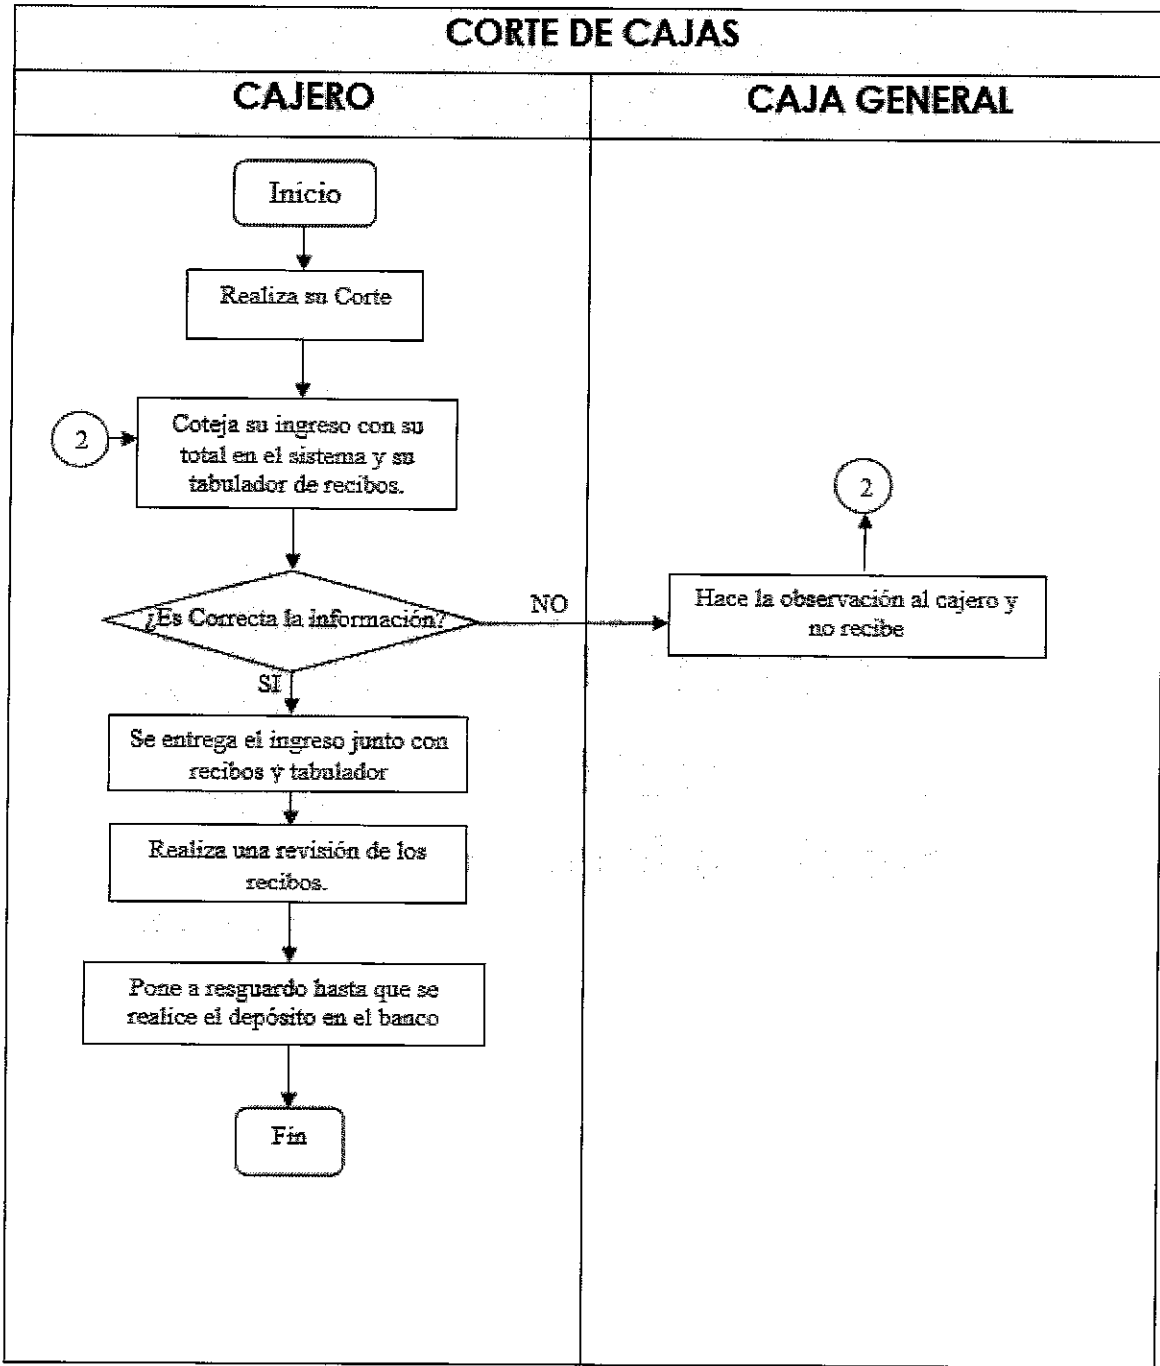 CORTE DE CAJAS
CAJERO
CAJA GENERAL
Inicio
Realiza su Corte
2
Coteja su ingreso con su
total en el sistema y su
tabulador de recibos.
2
¿Es Correcta la información?
NO
Hace la observación al cajero y
no recibe
SI
Se entrega el ingreso junto con
recibos y tabulador
Realiza una revisión de los
recibos.
Pone a resguardo hasta que se
realice el depósito en el banco
Fin